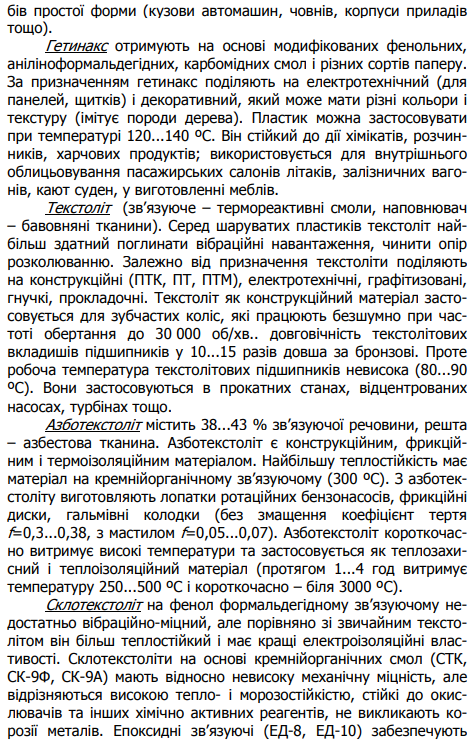 бів простої форми (кузови автомашин, човнів, корпуси приладів
тощо).
Гетинакс отримують на основі модифікованих фенольних,
аніліноформальдегідних, карбомідних смол і різних сортів паперу.
За призначенням гетинакс поділяють на електротехнічний (для
панелей, щитків) і декоративний, який може мати різні кольори і
текстуру (імітує породи дерева). Пластик можна застосовувати
при температурі 120...140 ºС. Він стійкий до дії хімікатів, розчин-
ників, харчових продуктів; використовується для внутрішнього
облицьовування пасажирських салонів літаків, залізничних ваго-
нів, кают суден, у виготовленні меблів.
Текстоліт (зв’язуюче – термореактивні смоли, наповнювач
– бавовняні тканини). Серед шаруватих пластиків текстоліт най-
більш здатний поглинати вібраційні навантаження, чинити опір
розколюванню. Залежно від призначення текстоліти поділяють
на конструкційні (ПТК, ПТ, ПТМ), електротехнічні, графітизовані,
гнучкі, прокладочні. Текстоліт як конструкційний матеріал засто-
совується для зубчастих коліс, які працюють безшумно при час-
тоті обертання до 30 000 об/хв.. довговічність текстолітових
вкладишів підшипників у 10...15 разів довша за бронзові. Проте
робоча температура текстолітових підшипників невисока (80...90
ºС). Вони застосовуються в прокатних станах, відцентрованих
насосах, турбінах тощо.
Азботекстоліт містить 38...43 % зв’язуючої речовини, решта
– азбестова тканина. Азботекстоліт є конструкційним, фрикцій-
ним і термоізоляційним матеріалом. Найбільшу теплостійкість має
матеріал на кремнійорганічному зв’язуючому (300 ºС). З азботек-
століту виготовляють лопатки ротаційних бензонасосів, фрикційні
диски, гальмівні колодки (без змащення коефіцієнт тертя
f=0,3...0,38, з мастилом f=0,05...0,07). Азботекстоліт короткочас-
но витримує високі температури та застосовується як теплозахи-
сний і теплоізоляційний матеріал (протягом 1...4 год витримує
температуру 250...500 ºС і короткочасно – біля 3000 ºС).
Склотекстоліт на фенол формальдегідному зв’язуючому не-
достатньо вібраційно-міцний, але порівняно зі звичайним тексто-
літом він більш теплостійкий і має кращі електроізоляційні влас-
тивості. Склотекстоліти на основі кремнійорганічних смол (СТК,
СК-9Ф, СК-9А) мають відносно невисоку механічну міцність, але
відрізняються високою тепло- і морозостійкістю, стійкі до окис-
лювачів та інших хімічно активних реагентів, не викликають ко-
розії металів. Епоксидні зв’язуючі (ЕД-8, ЕД-10) забезпечують